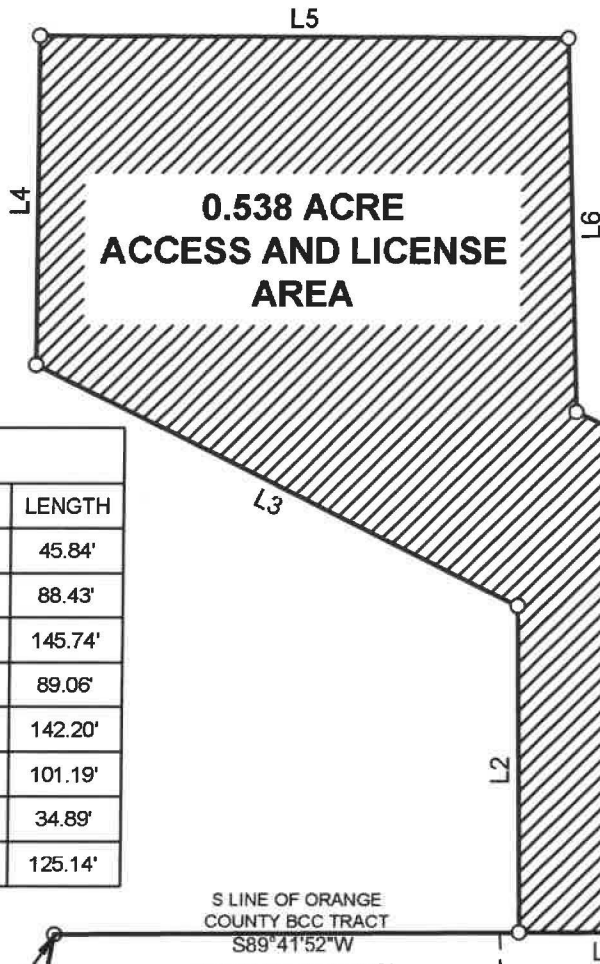 L5
L4
0.538 ACRE
ACCESS AND LICENSE
AREA
L6
L3
LENGTH
45.84'
88.43'
145.74'
89.06'
142.20'
101.19'
34.89'
125.14'
L2
S LINE OF ORANGE
COUNTY BCC TRACT
S89°41'52"W
L